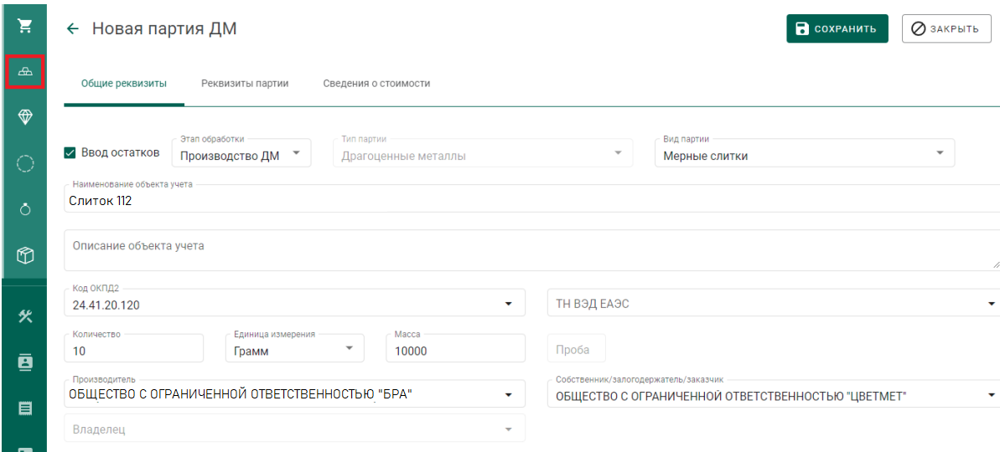 Новая партия ДМ
СОХРАНИТЬ
ЗАКРЫТЬ
Общие реквизиты
Реквизиты партии
Сведения о стоимости
Ввод остатков
Этап обработки
Производство ДМ
Тип партии
Драгоценные металлы
Вид партии
Мерные слитки
Наименование объекта учета
Слиток 112
Описание объекта учета
Код ОКПД2
24.41.20.120
ТН ВЭД ЕАЭС
Количество
10
Единица измерения
Грамм
Масса
10000
Проба
Производитель
ОБЩЕСТВО С ОГРАНИЧЕННОЙ ОТВЕТСТВЕННОСТЬЮ "БРА"
Собственник/залогодержатель/заказчик
ОБЩЕСТВО С ОГРАНИЧЕННОЙ ОТВЕТСТВЕННОСТЬЮ "ЦВЕТМЕТ"
Владелец